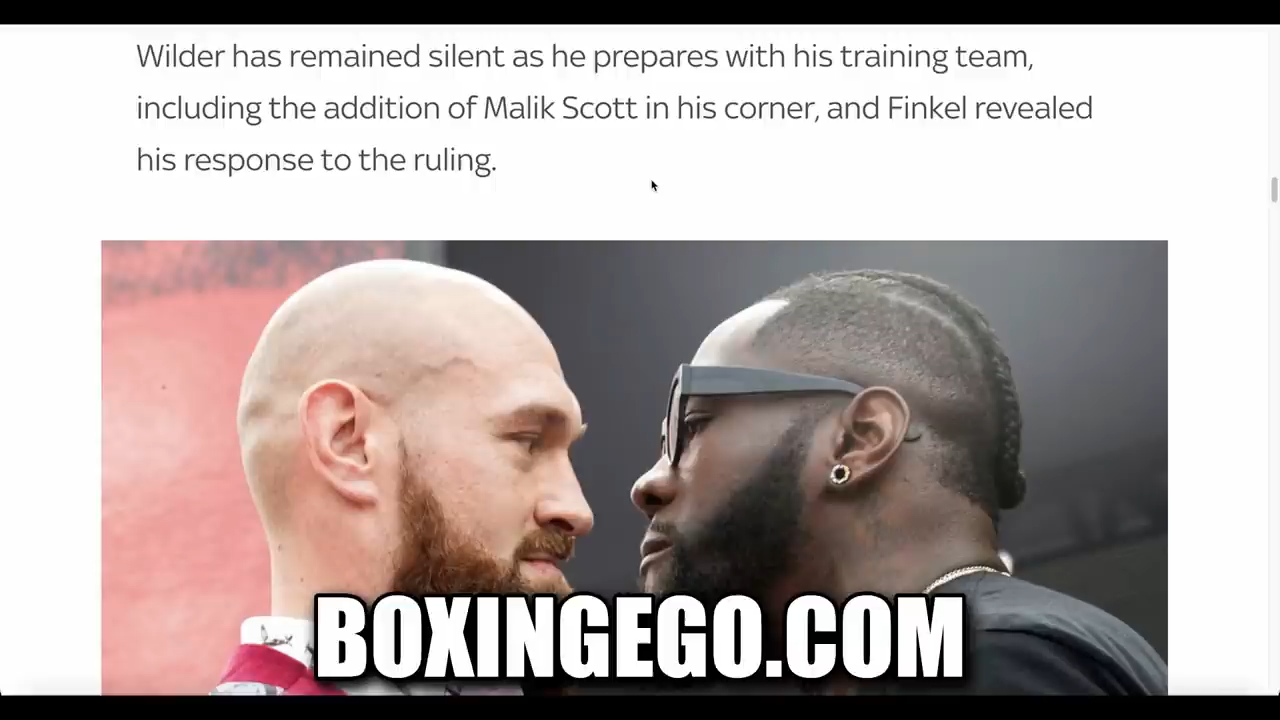 Wilder has remained silent as he prepares with his training team,
including the addition of Malik Scott in his corner, and Finkel revealed
his response to the ruling.
BOXINGEGO.COM